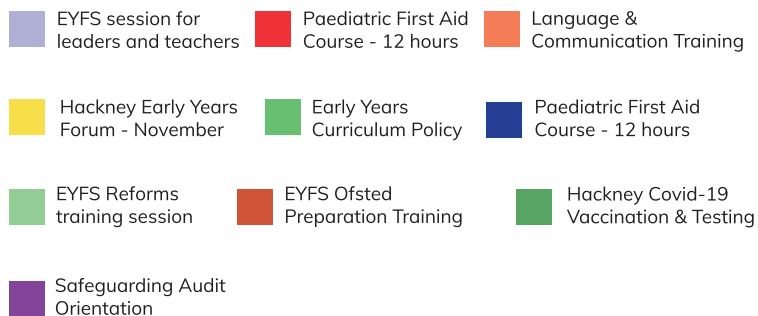 EYFS session for
leaders and teachers
Paediatric First Aid
Course - 12 hours
Language &
Communication Training
Hackney Early Years
Forum - November
Early Years
Curriculum Policy
Paediatric First Aid
Course - 12 hours
EYFS Reforms
training session
EYFS Ofsted
Preparation Training
Hackney Covid-19
Vaccination & Testing
Safeguarding Audit
Orientation